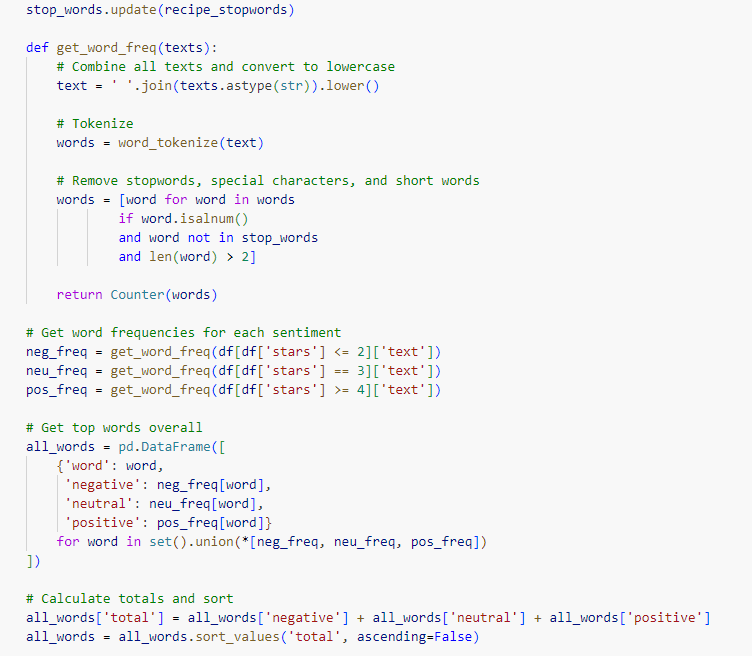 stop_words.update(recipe_stopwords)

def get_word_freq(texts):
    # Combine all texts and convert to lowercase
    text = ' '.join(texts.astype(str)).lower()

    # Tokenize
    words = word_tokenize(text)

    # Remove stopwords, special characters, and short words
    words = [word for word in words
            if word.isalnum()
            and word not in stop_words
            and len(word) > 2]

    return Counter(words)

# Get word frequencies for each sentiment
neg_freq = get_word_freq(df[df['stars'] <= 2]['text'])
neu_freq = get_word_freq(df[df['stars'] == 3]['text'])
pos_freq = get_word_freq(df[df['stars'] >= 4]['text'])

# Get top words overall
all_words = pd.DataFrame([
    {'word': word,
     'negative': neg_freq[word],
     'neutral': neu_freq[word],
     'positive': pos_freq[word]}
    for word in set().union(*[neg_freq, neu_freq, pos_freq])
])

# Calculate totals and sort
all_words['total'] = all_words['negative'] + all_words['neutral'] + all_words['positive']
all_words = all_words.sort_values('total', ascending=False)